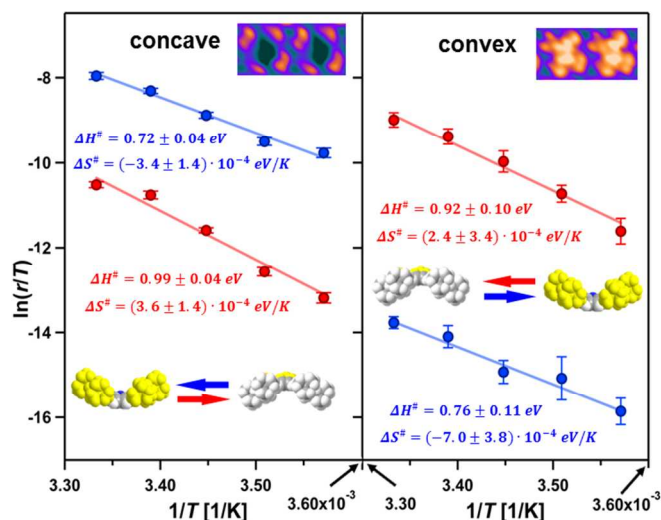 concave
convex
-8
-10
-12
-14
-16
ln(r/T)
ΔH# = 0.72 ± 0.04 eV
ΔS# = (−3.4 ± 1.4) · 10⁻⁴ eV/K
ΔH# = 0.99 ± 0.04 eV
ΔS# = (3.6 ± 1.4) · 10⁻⁴ eV/K
ΔH# = 0.92 ± 0.10 eV
ΔS# = (2.4 ± 3.4) · 10⁻⁴ eV/K
ΔH# = 0.76 ± 0.11 eV
ΔS# = (−7.0 ± 3.8) · 10⁻⁴ eV/K
3.30 3.40 3.50 3.60x10⁻³
1/T [1/K]
3.30 3.40 3.50 3.60x10⁻³
1/T [1/K]